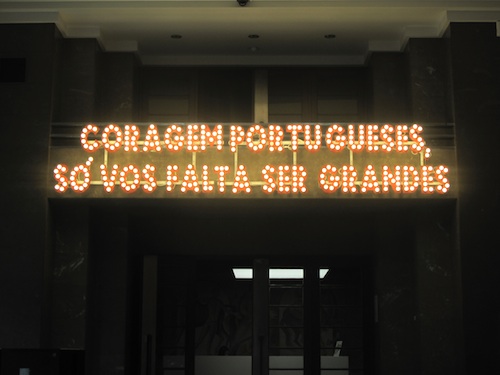 CORAGEM PORTUGUESES,
SÓ VOS FALTA SER GRANDES